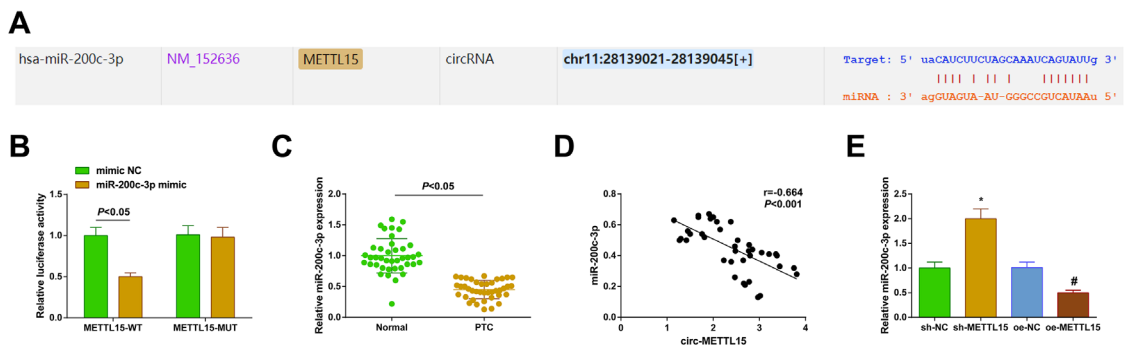 A
hsa-miR-200c-3p NM_152636 METTL15 circRNA chr11:28139021-28139045[+] Target: 5' uaCAUCUUCUAGCAAAUCAGUAUUg 3'
miRNA : 3' agGUAGUA-AU-GGGCCGUCAUAAu 5'
B
mimic NC
miR-200c-3p mimic
Relative luciferase activity
1.5
1.0
0.5
0.0
P<0.05
METTL15-WT METTL15-MUT
C
Relative miR-200c-3p expression
2.0
1.5
1.0
0.5
0.0
P<0.05
Normal PTC
D
miR-200c-3p
0.8
0.6
0.4
0.2
0.0
r=-0.664
P<0.001
0 1 2 3 4
circ-METTL15
E
Relative miR-200c-3p expression
2.5
2.0
1.5
1.0
0.5
0.0
*
#
sh-NC sh-METTL15 oe-NC oe-METTL15